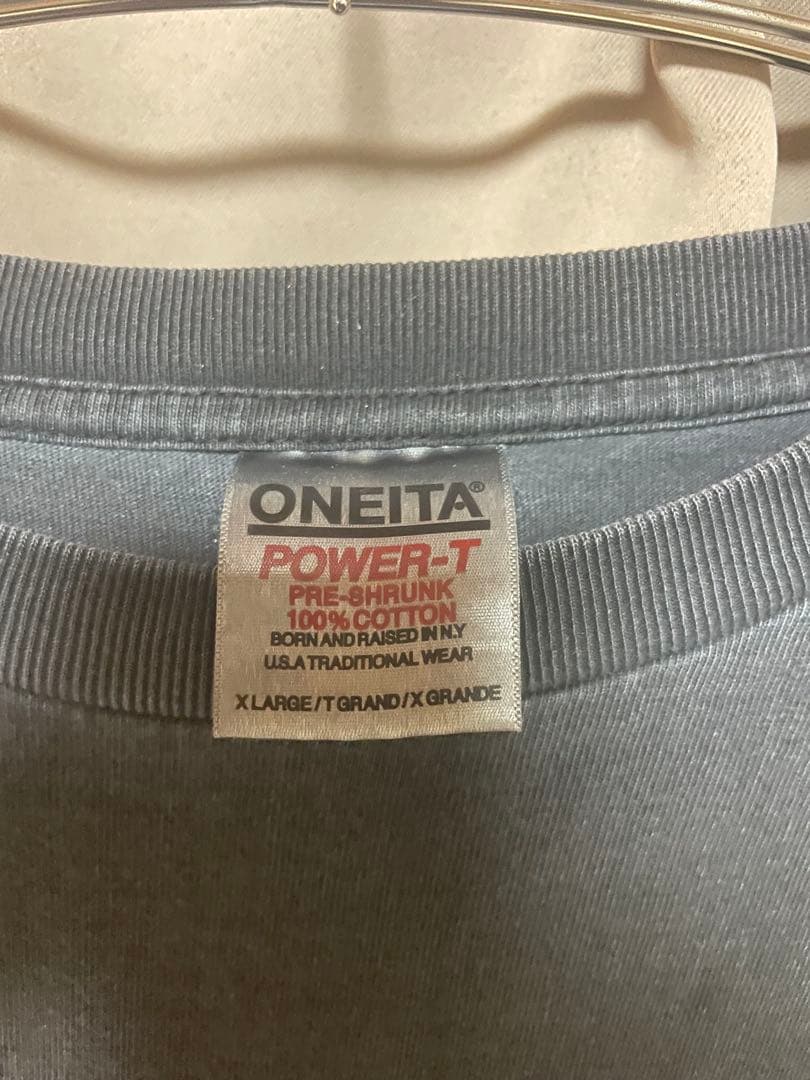 ONEITA®
POWER-T
PRE-SHRUNK
100% COTTON
BORN AND RAISED IN N.Y
U.S.A TRADITIONAL WEAR
X LARGE / T GRAND / X GRANDE